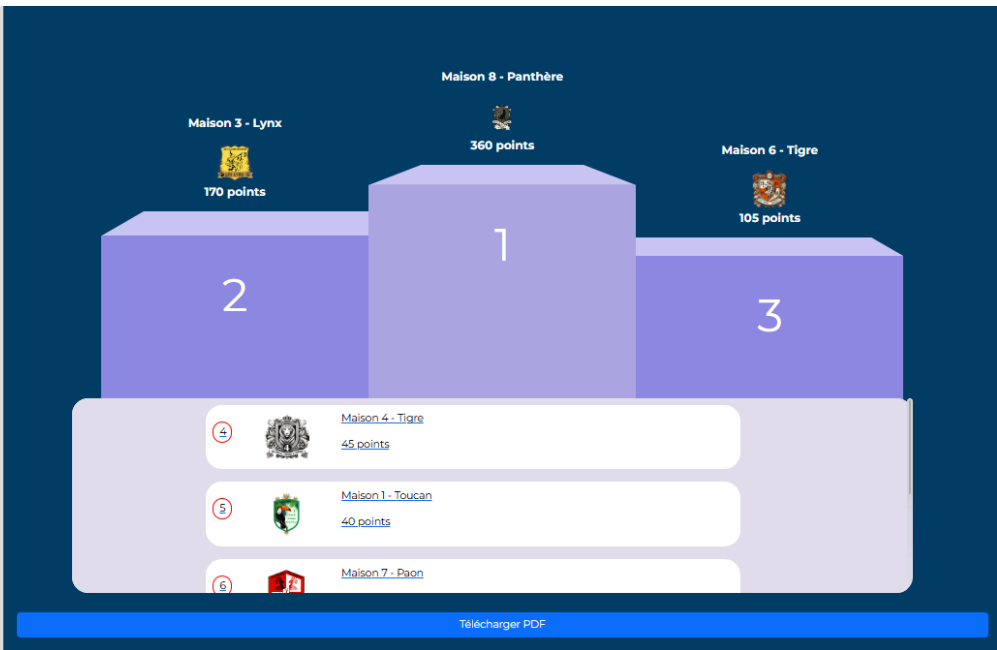 Maison 8 - Panthère
360 points
Maison 3 - Lynx
170 points
Maison 6 - Tigre
105 points
1
2
3
4
Maison 4 - Tigre
45 points
5
Maison 1 - Toucan
40 points
6
Maison 7 - Paon
Télécharger PDF